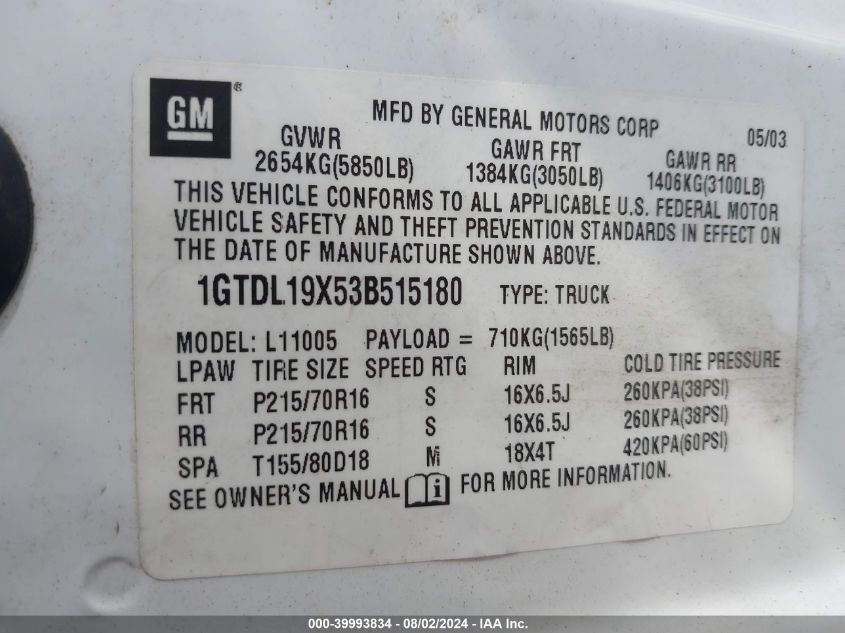 GM ®
MFD BY GENERAL MOTORS CORP 05/03
GVWR GAWR FRT GAWR RR
2654KG(5850LB) 1384KG(3050LB) 1406KG(3100LB)
THIS VEHICLE CONFORMS TO ALL APPLICABLE U.S. FEDERAL MOTOR
VEHICLE SAFETY AND THEFT PREVENTION STANDARDS IN EFFECT ON
THE DATE OF MANUFACTURE SHOWN ABOVE.
1GTDL19X53B515180 TYPE: TRUCK
MODEL: L11005 PAYLOAD = 710KG(1565LB)
LPAW TIRE SIZE SPEED RTG RIM COLD TIRE PRESSURE
FRT P215/70R16 S 16X6.5J 260KPA(38PSI)
RR P215/70R16 S 16X6.5J 260KPA(38PSI)
SPA T155/80D18 M 18X4T 420KPA(60PSI)
SEE OWNER'S MANUAL i FOR MORE INFORMATION.
000-39993834 - 08/02/2024 - IAA Inc.